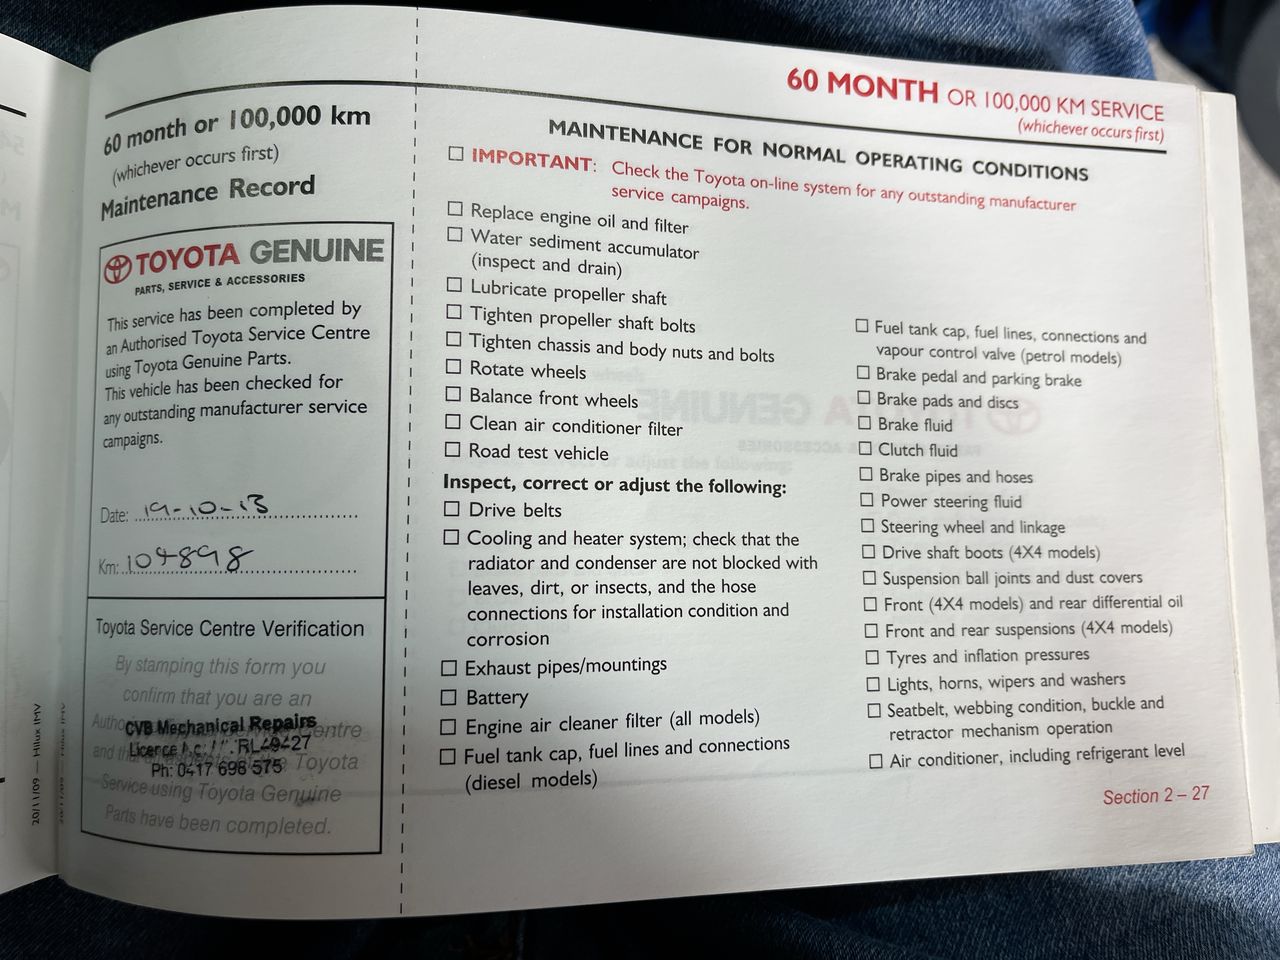 60 month or 100,000 km
(whichever occurs first)
Maintenance Record
TOYOTA GENUINE
PARTS, SERVICE & ACCESSORIES
This service has been completed by
an Authorised Toyota Service Centre
using Toyota Genuine Parts.
This vehicle has been checked for
any outstanding manufacturer service
campaigns.
Date: 19-10-13
Km: 104898
Toyota Service Centre Verification
By stamping this form you
confirm that you are an
CVB Mechanical Repairs
RL49427
Ph: 0417 698 575
Service using Toyota Genuine
Parts have been completed.
20/11/09 — Hilux IMV
60 MONTH OR 100,000 KM SERVICE
(whichever occurs first)
MAINTENANCE FOR NORMAL OPERATING CONDITIONS
IMPORTANT: Check the Toyota on-line system for any outstanding manufacturer
service campaigns.
Replace engine oil and filter
Water sediment accumulator
(inspect and drain)
Lubricate propeller shaft
Tighten propeller shaft bolts
Tighten chassis and body nuts and bolts
Rotate wheels
Balance front wheels
Clean air conditioner filter
Road test vehicle
Inspect, correct or adjust the following:
Drive belts
Cooling and heater system; check that the
radiator and condenser are not blocked with
leaves, dirt, or insects, and the hose
connections for installation condition and
corrosion
Exhaust pipes/mountings
Battery
Engine air cleaner filter (all models)
Fuel tank cap, fuel lines and connections
(diesel models)
Fuel tank cap, fuel lines, connections and
vapour control valve (petrol models)
Brake pedal and parking brake
Brake pads and discs
Brake fluid
Clutch fluid
Brake pipes and hoses
Power steering fluid
Steering wheel and linkage
Drive shaft boots (4X4 models)
Suspension ball joints and dust covers
Front (4X4 models) and rear differential oil
Front and rear suspensions (4X4 models)
Tyres and inflation pressures
Lights, horns, wipers and washers
Seatbelt, webbing condition, buckle and
retractor mechanism operation
Air conditioner, including refrigerant level
Section 2 – 27